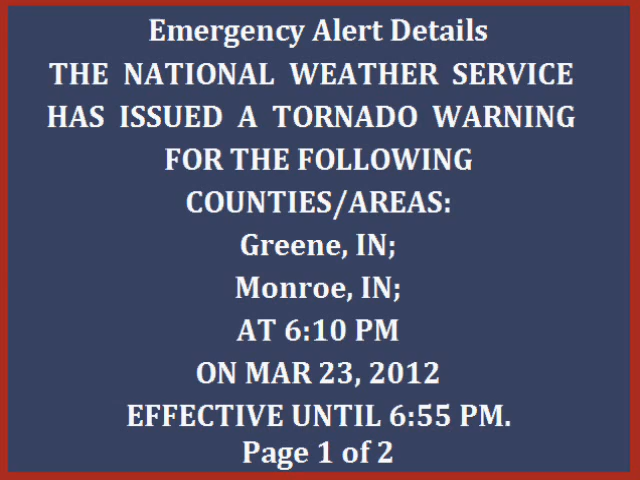 Emergency Alert Details
THE NATIONAL WEATHER SERVICE
HAS ISSUED A TORNADO WARNING
FOR THE FOLLOWING
COUNTIES/AREAS:
Greene, IN;
Monroe, IN;
AT 6:10 PM
ON MAR 23, 2012
EFFECTIVE UNTIL 6:55 PM.
Page 1 of 2